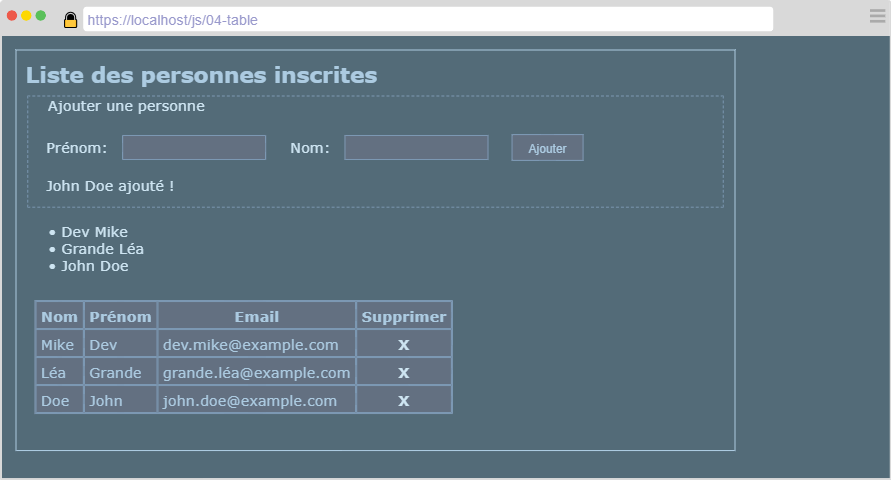 https://localhost/js/04-table
Liste des personnes inscrites
Ajouter une personne
Prénom: Nom: Ajouter
John Doe ajouté !
• Dev Mike
• Grande Léa
• John Doe
Nom Prénom Email Supprimer
Mike Dev dev.mike@example.com X
Léa Grande grande.léa@example.com X
Doe John john.doe@example.com X